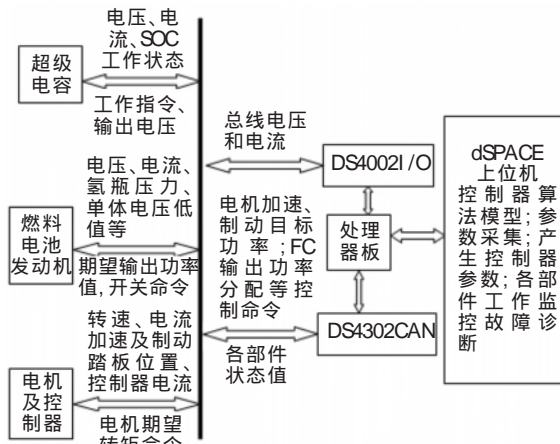 电压、电
流、SOC
工作状态
超级
电容
工作指令、
输出电压
总线电压
和电流
DS4002I/O
电压、电流、
氢瓶压力、
单体电压低
值等
燃料
电池
发动机
期望输出功率
值,开关命令
电机加速、
制动目标
功率;FC
输出功率
分配等控
制命令
处理
器板
dSPACE
上位机
控制器算
法模型;参
数采集;产
生控制器
参数;各部
件工作监
控故障诊
断
转速、电流
加速及制动
踏板位置、
控制器电流
DS4302CAN
各部件
状态值
电机
及控
制器
电机期望
转矩命令